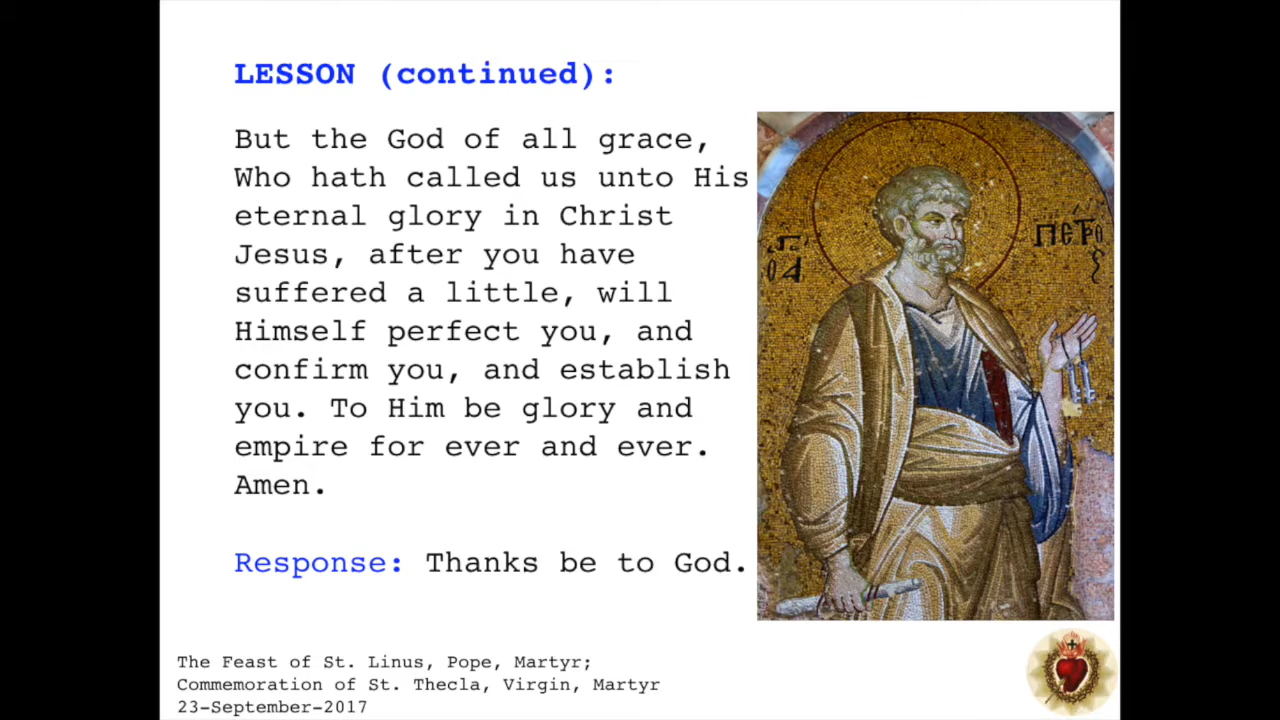 LESSON (continued):
But the God of all grace,
Who hath called us unto His
eternal glory in Christ
Jesus, after you have
suffered a little, will
Himself perfect you, and
confirm you, and establish
you. To Him be glory and
empire for ever and ever.
Amen.
Response: Thanks be to God.
ΠΕΤΡΟ
ς
The Feast of St. Linus, Pope, Martyr;
Commemoration of St. Thecla, Virgin, Martyr
23-September-2017